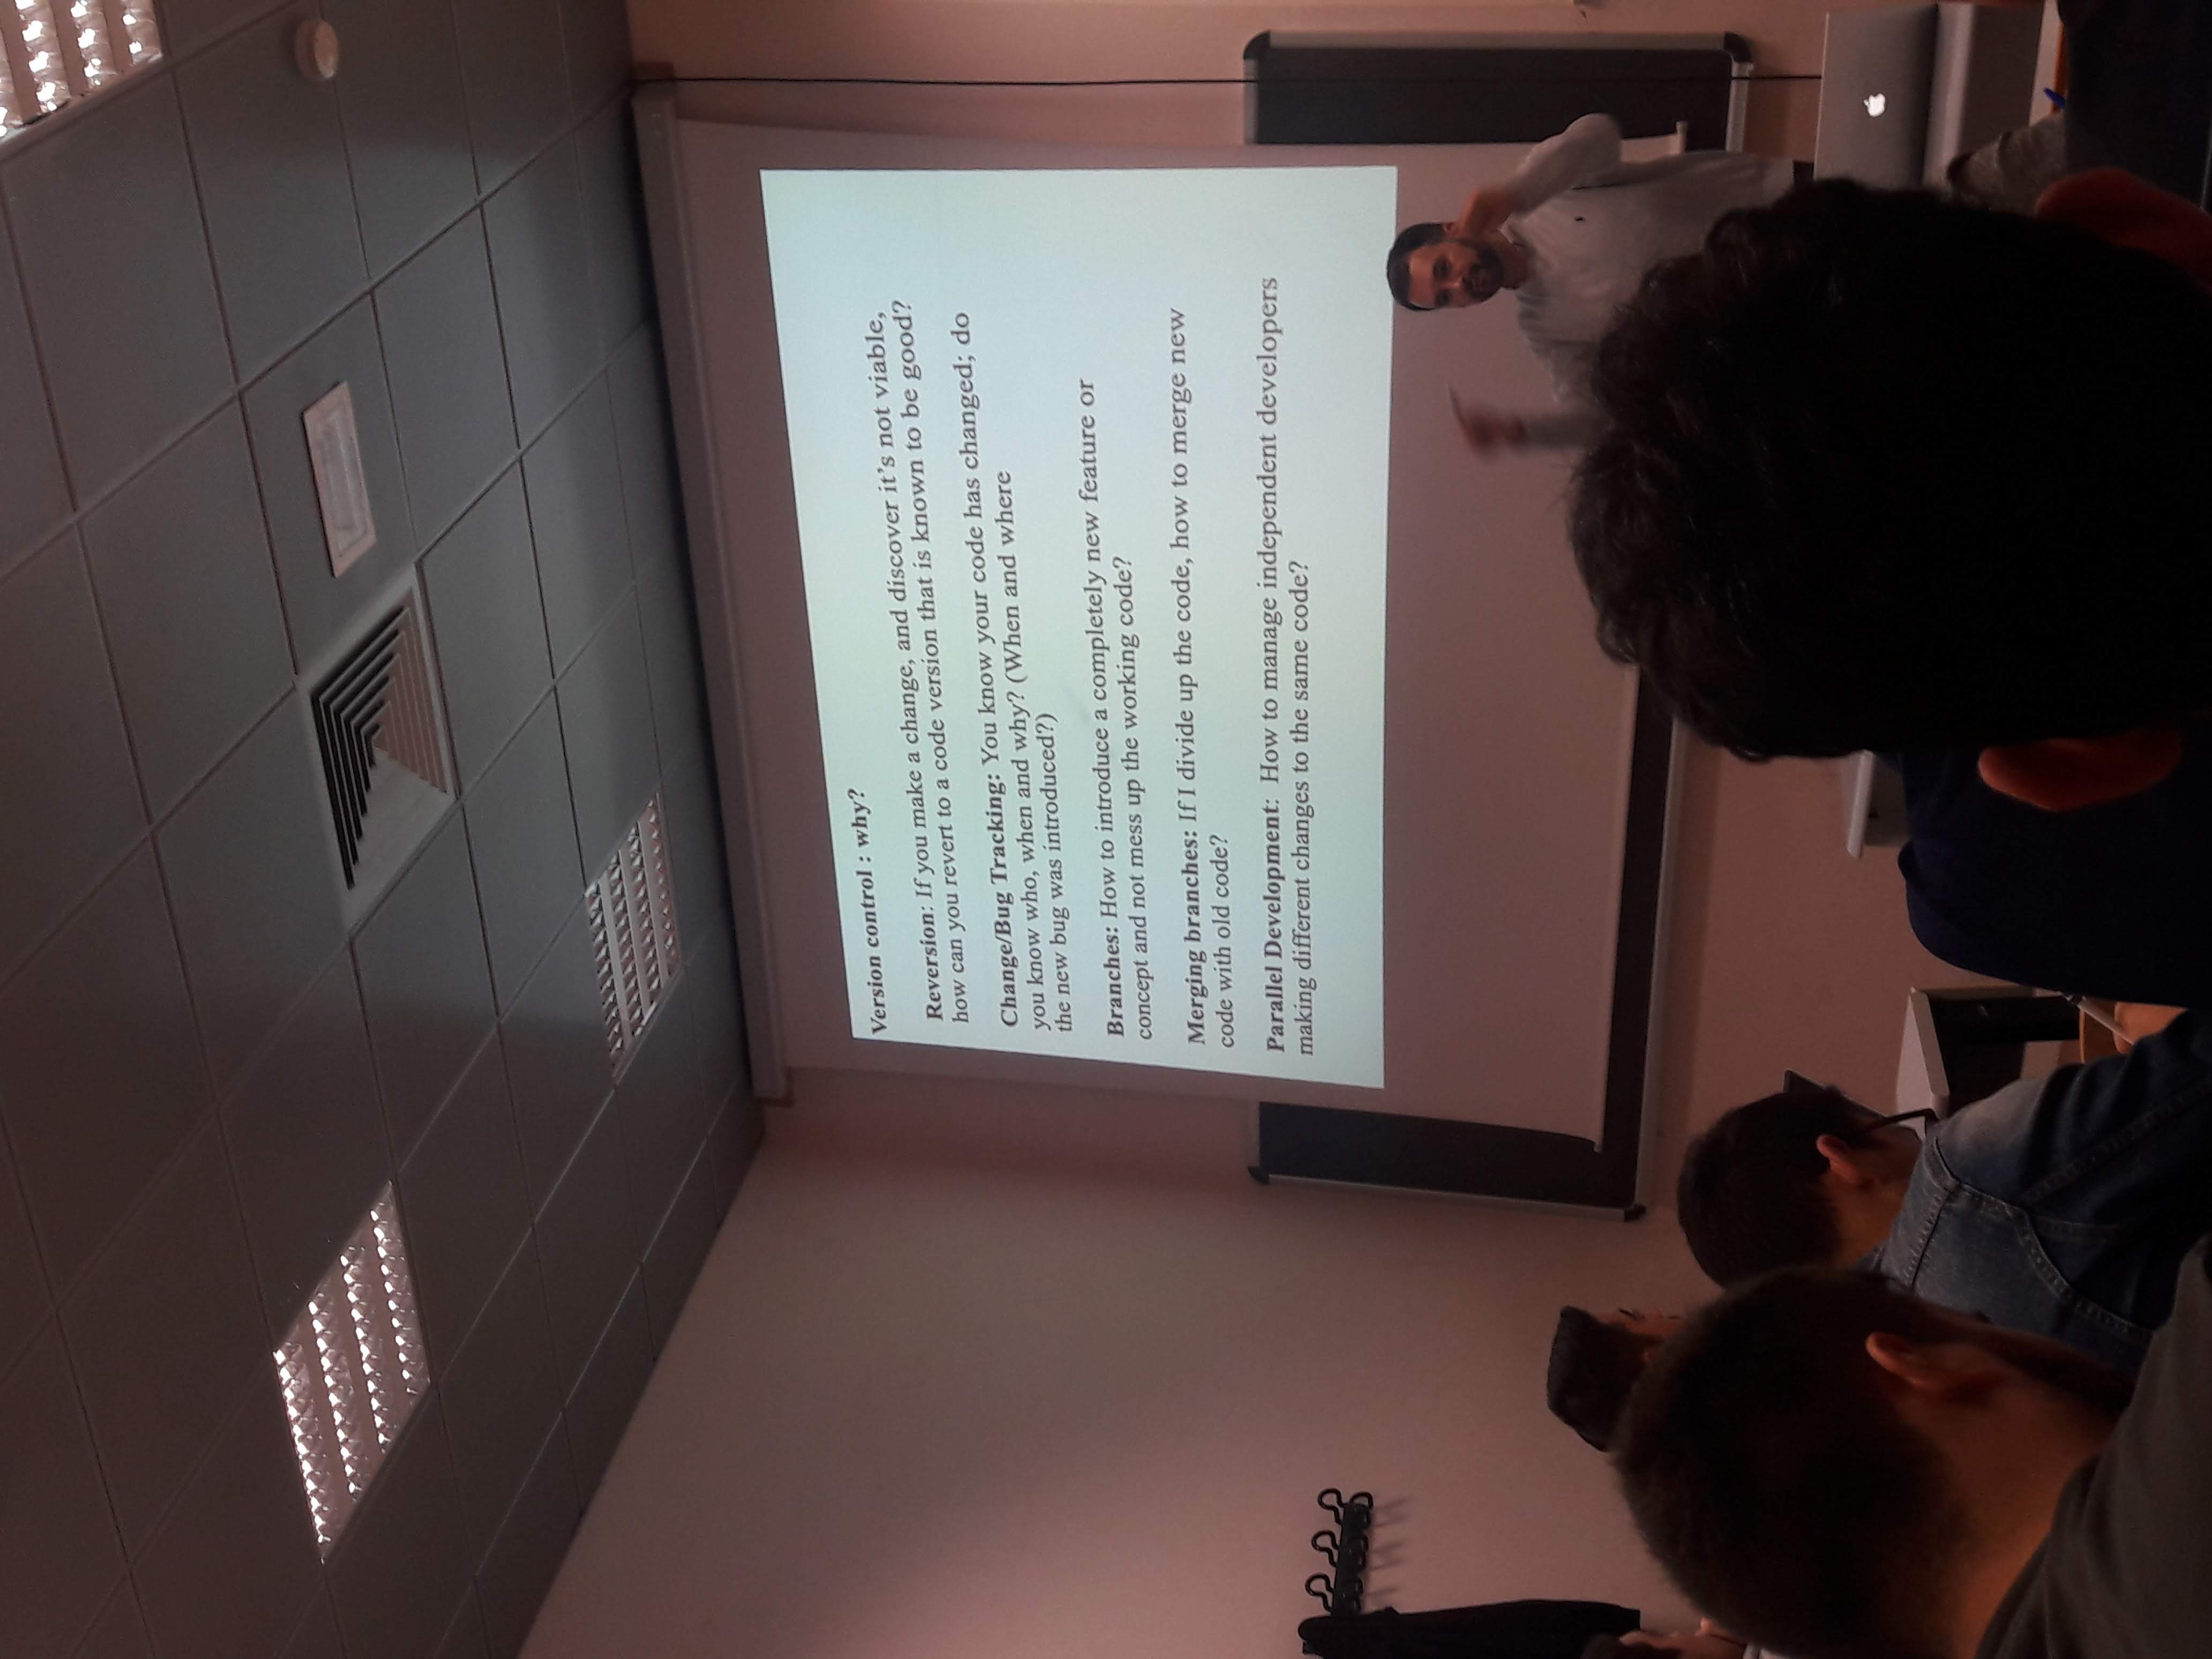 Version control : why?
Reversion: If you make a change, and discover it's not viable,
how can you revert to a code version that is known to be good?
Change/Bug Tracking: You know your code has changed; do
you know who, when and why? (When and where
the new bug was introduced?)
Branches: How to introduce a completely new feature or
concept and not mess up the working code?
Merging branches: If I divide up the code, how to merge new
code with old code?
Parallel Development:  How to manage independent developers
making different changes to the same code?